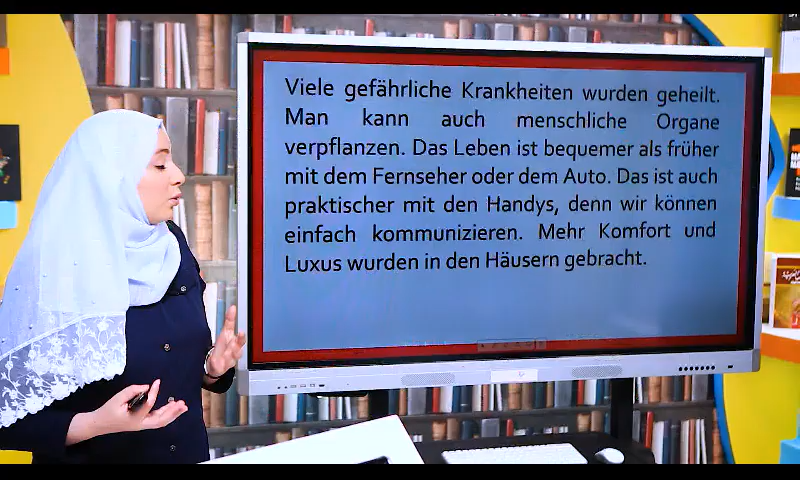 Viele gefährliche Krankheiten wurden geheilt.
Man kann auch menschliche Organe
verpflanzen. Das Leben ist bequemer als früher
mit dem Fernseher oder dem Auto. Das ist auch
praktischer mit den Handys, denn wir können
einfach kommunizieren. Mehr Komfort und
Luxus wurden in den Häusern gebracht.